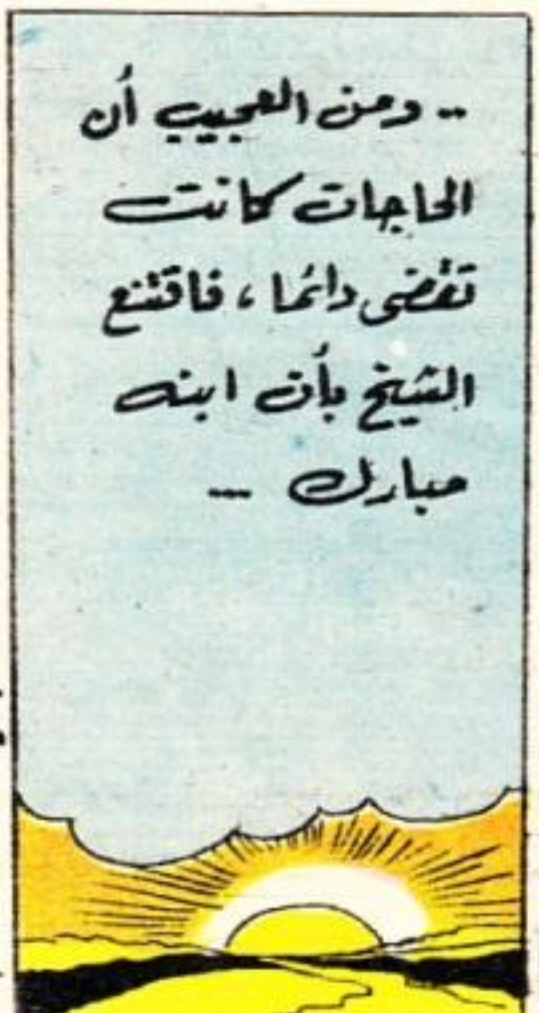 .. ومن العجيب أن
الحاجات كانت
تقضى دائما ، فاقتنع
الشيخ بأن ابنه
مبارك ...